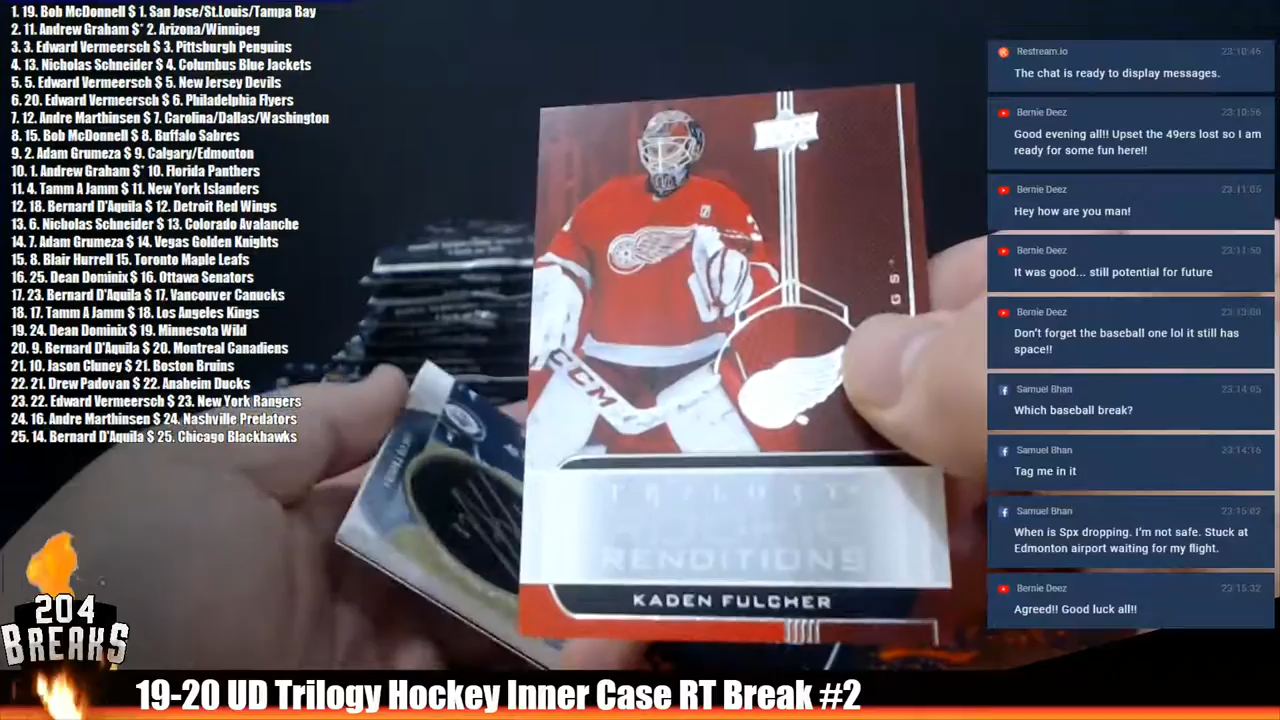 1. 19. Bob McDonnell $ 1. San Jose/St.Louis/Tampa Bay
2. 11. Andrew Graham $* 2. Arizona/Winnipeg
3. 3. Edward Vermeersch $ 3. Pittsburgh Penguins
4. 13. Nicholas Schneider $ 4. Columbus Blue Jackets
5. 5. Edward Vermeersch $ 5. New Jersey Devils
6. 20. Edward Vermeersch $ 6. Philadelphia Flyers
7. 12. Andre Marthinsen $ 7. Carolina/Dallas/Washington
8. 15. Bob McDonnell $ 8. Buffalo Sabres
9. 2. Adam Grumeza $ 9. Calgary/Edmonton
10. 1. Andrew Graham $* 10. Florida Panthers
11. 4. Tamm A Jamm $ 11. New York Islanders
12. 18. Bernard D'Aquila $ 12. Detroit Red Wings
13. 6. Nicholas Schneider $ 13. Colorado Avalanche
14. 7. Adam Grumeza $ 14. Vegas Golden Knights
15. 8. Blair Hurrell 15. Toronto Maple Leafs
16. 25. Dean Dominix $ 16. Ottawa Senators
17. 23. Bernard D'Aquila $ 17. Vancouver Canucks
18. 17. Tamm A Jamm $ 18. Los Angeles Kings
19. 24. Dean Dominix $ 19. Minnesota Wild
20. 9. Bernard D'Aquila $ 20. Montreal Canadiens
21. 10. Jason Cluney $ 21. Boston Bruins
22. 21. Drew Padovan $ 22. Anaheim Ducks
23. 22. Edward Vermeersch $ 23. New York Rangers
24. 16. Andre Marthinsen $ 24. Nashville Predators
25. 14. Bernard D'Aquila $ 25. Chicago Blackhawks
CCM
TRILOGY
RENDITIONS
KADEN FULCHER
Restream.io 23:10:46
The chat is ready to display messages.
Bernie Deez 23:10:56
Good evening all!! Upset the 49ers lost so I am
ready for some fun here!!
Bernie Deez 23:11:05
Hey how are you man!
Bernie Deez 23:11:50
It was good... still potential for future
Bernie Deez 23:13:00
Don't forget the baseball one lol it still has
space!!
Samuel Bhan 23:14:05
Which baseball break?
Samuel Bhan 23:14:16
Tag me in it
Samuel Bhan 23:15:02
When is Spx dropping. I'm not safe. Stuck at
Edmonton airport waiting for my flight.
Bernie Deez 23:15:32
Agreed!! Good luck all!!
204
BREAKS
19-20 UD Trilogy Hockey Inner Case RT Break #2